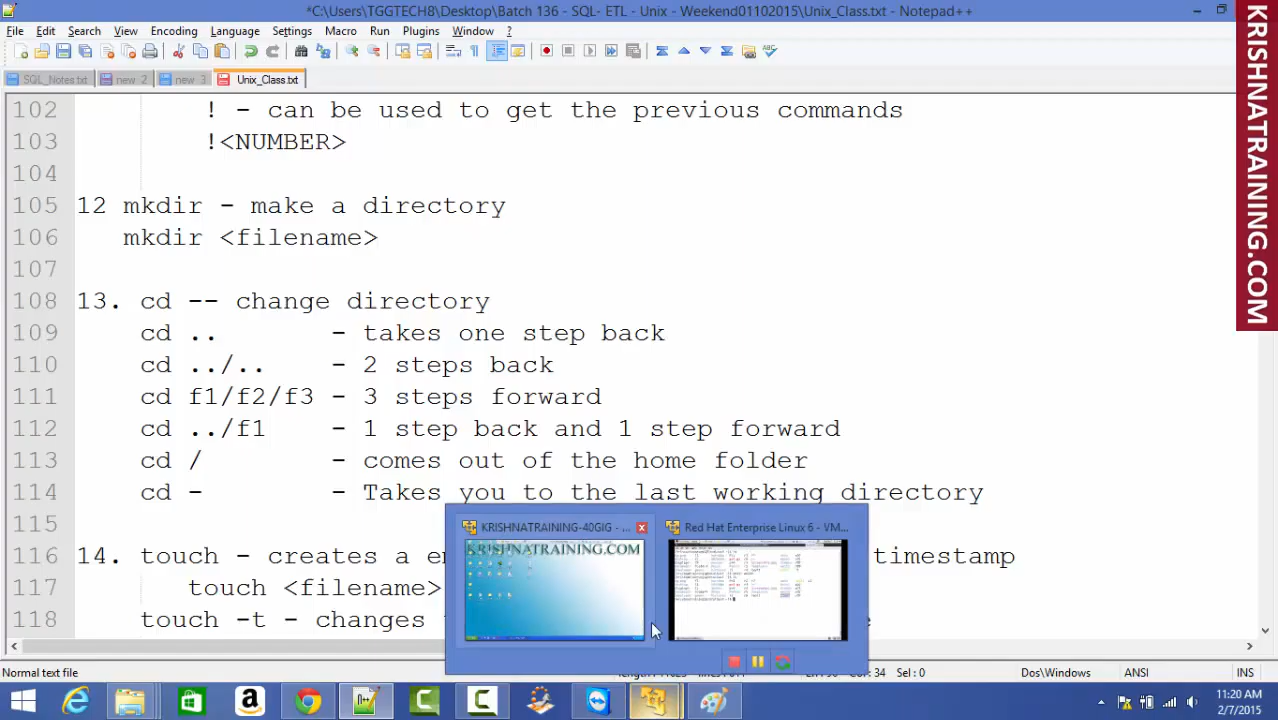 *C:\Users\TGGTECH8\Desktop\Batch 136 - SQL- ETL - Unix - Weekend01102015\Unix_Class.txt - Notepad++
File Edit Search View Encoding Language Settings Macro Run Plugins Window ?
SQL_Notes.txt new 2 new 3 Unix_Class.txt
102 ! - can be used to get the previous commands
103 !<NUMBER>
104
105 12 mkdir - make a directory
106 mkdir <filename>
107
108 13. cd -- change directory
109 cd .. - takes one step back
110 cd ../.. - 2 steps back
111 cd f1/f2/f3 - 3 steps forward
112 cd ../f1 - 1 step back and 1 step forward
113 cd / - comes out of the home folder
114 cd - - Takes you to the last working directory
115
116 14. touch - creates a timestamp
117 touch <filename>
118 touch -t - changes
KRISHNATRAINING-40GIG - ... Red Hat Enterprise Linux 6 - VM...
KRISHNATRAINING.COM
Normal text file Col : 34 Sel : 0 Dos\Windows ANSI INS
11:20 AM
2/7/2015
KRISHNATRAINING.COM